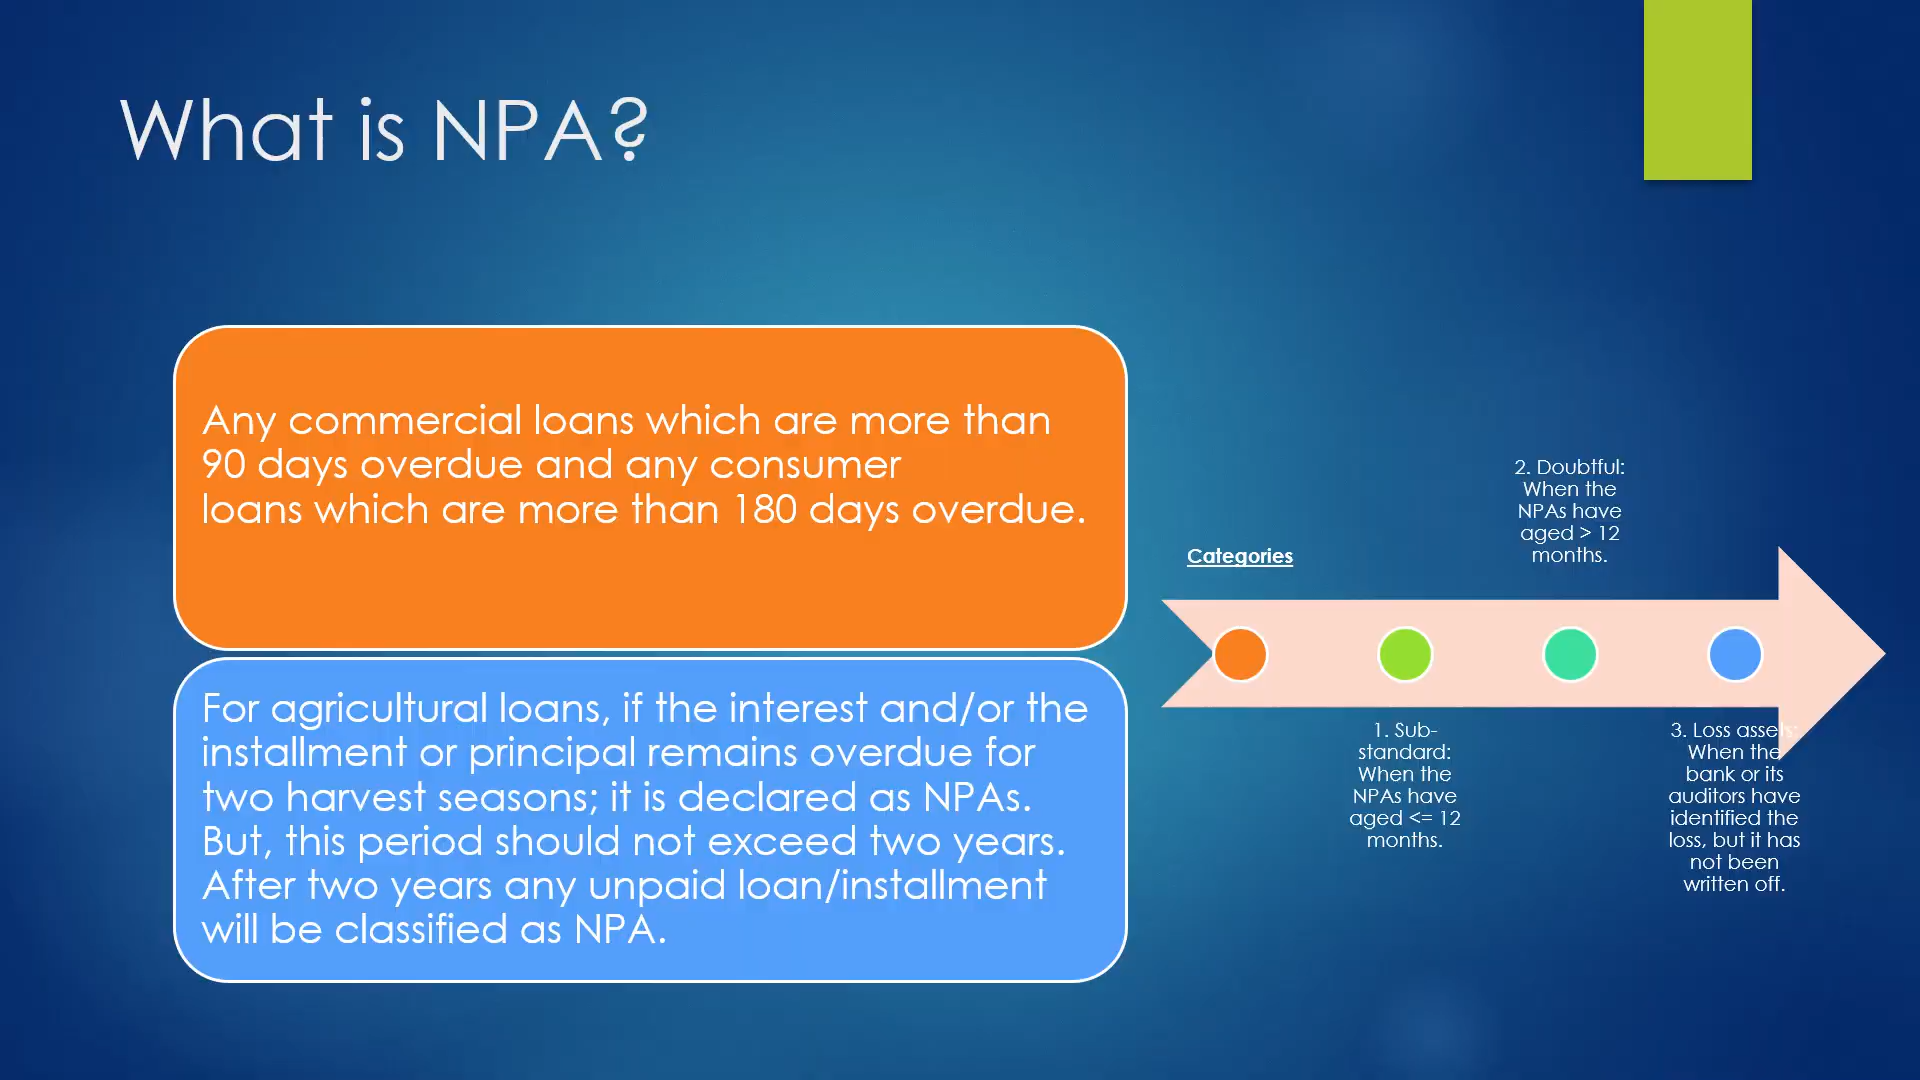 What is NPA?
Any commercial loans which are more than
90 days overdue and any consumer
loans which are more than 180 days overdue.
For agricultural loans, if the interest and/or the
installment or principal remains overdue for
two harvest seasons; it is declared as NPAs.
But, this period should not exceed two years.
After two years any unpaid loan/installment
will be classified as NPA.
Categories
1. Sub-
standard:
When the
NPAs have
aged <= 12
months.
2. Doubtful:
When the
NPAs have
aged > 12
months.
3. Loss assets:
When the
bank or its
auditors have
identified the
loss, but it has
not been
written off.